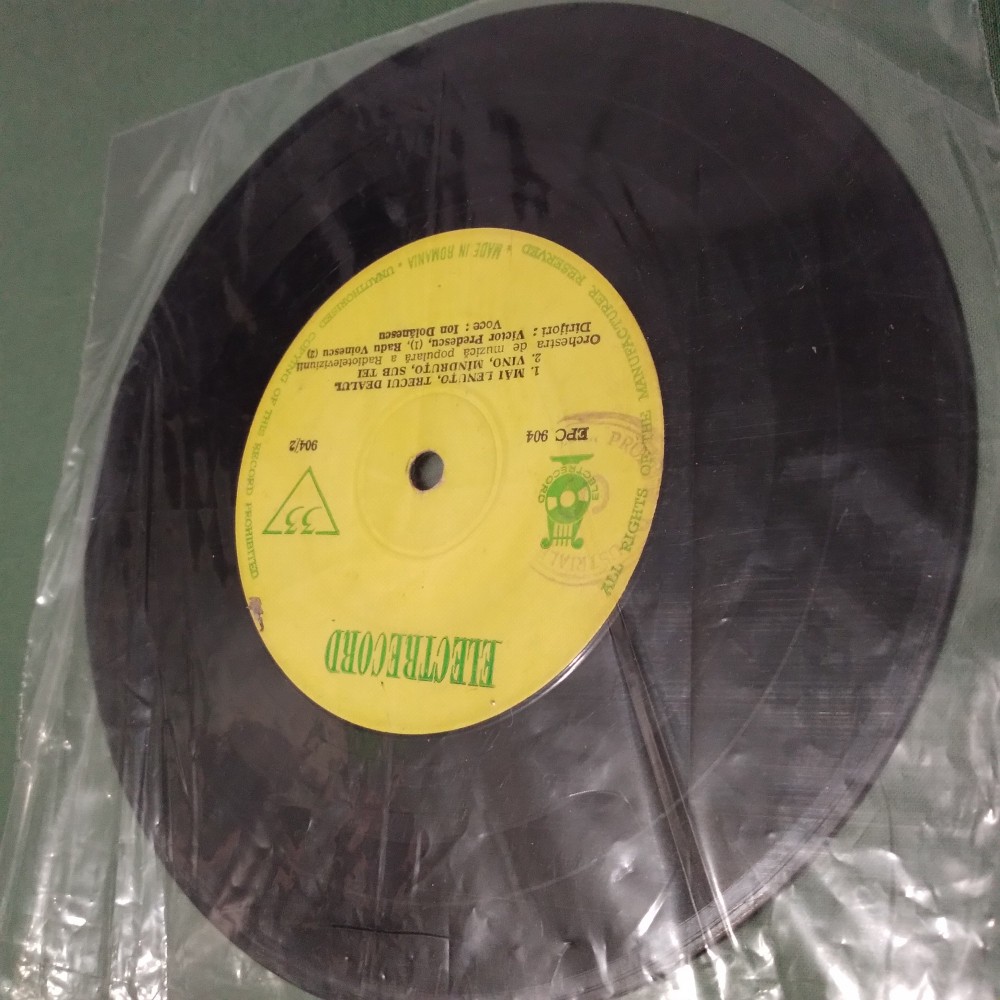 ELECTRECORD
ELECTRECORD
33
EPC 904
904/2
1. MĂI LENUȚO, TRECUI DEALUL
2. VINO, MÎNDRUȚO, SUB TEI
Orchestra de muzică populară a Radioteleviziunii
Dirijori : Victor Predescu, (1), Radu Voinescu (2)
Voce : Ion Dolănescu
ALL RIGHTS OF THE MANUFACTURER, RESERVED • MADE IN ROMANIA • UNAUTHORISED COPYING OF THIS RECORD PROHIBITED